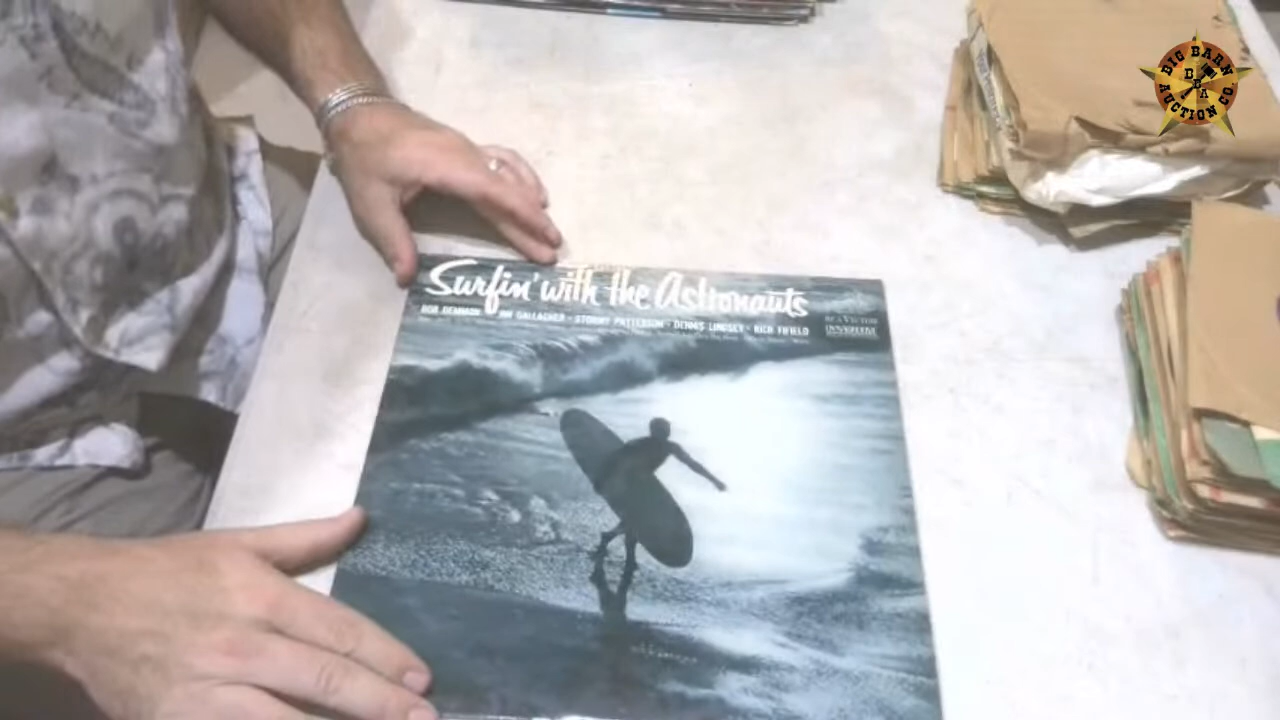 BIG BARN
B
B A
AUCTION CO.
Surfin' with the Astronauts
BOB DEMMON · JIM GALLAGHER · STORMY PATTERSON · DENNIS LINDSEY · RICH FIFIELD
RCA VICTOR
DYNAGROOVE